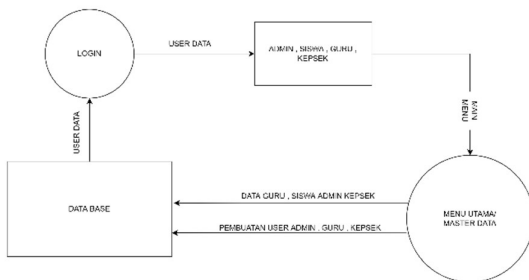 LOGIN
USER DATA
ADMIN , SISWA , GURU ,
KEPSEK
MAIN
MENU
USER DATA
DATA BASE
DATA GURU , SISWA ADMIN KEPSEK
PEMBUATAN USER ADMIN , GURU , KEPSEK
MENU UTAMA/
MASTER DATA